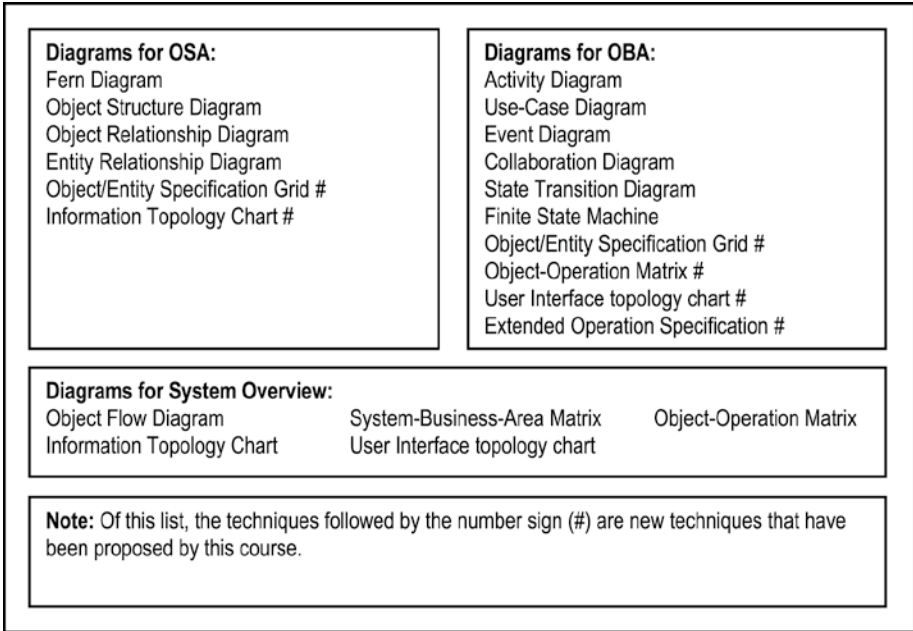 Diagrams for OSA:
Fern Diagram
Object Structure Diagram
Object Relationship Diagram
Entity Relationship Diagram
Object/Entity Specification Grid #
Information Topology Chart #
Diagrams for OBA:
Activity Diagram
Use-Case Diagram
Event Diagram
Collaboration Diagram
State Transition Diagram
Finite State Machine
Object/Entity Specification Grid #
Object-Operation Matrix #
User Interface topology chart #
Extended Operation Specification #
Diagrams for System Overview:
Object Flow Diagram System-Business-Area Matrix Object-Operation Matrix
Information Topology Chart User Interface topology chart
Note: Of this list, the techniques followed by the number sign (#) are new techniques that have
been proposed by this course.